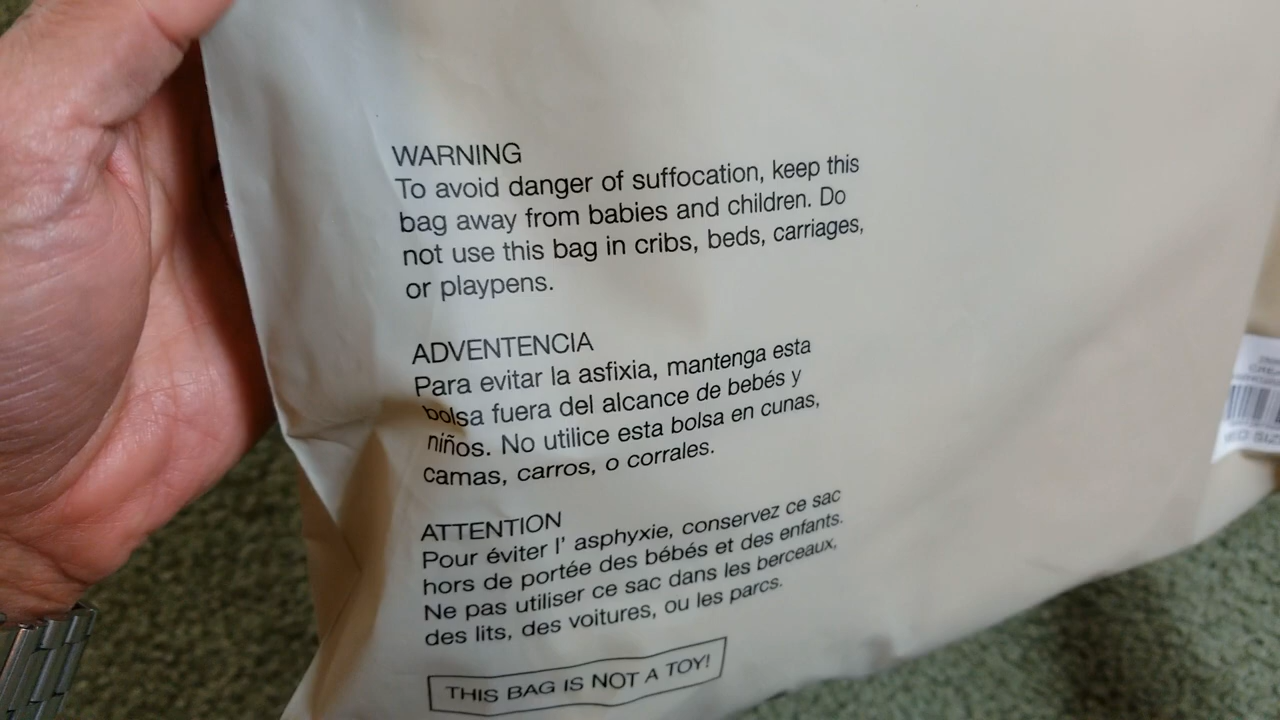 WARNING
To avoid danger of suffocation, keep this
bag away from babies and children. Do
not use this bag in cribs, beds, carriages,
or playpens.
ADVENTENCIA
Para evitar la asfixia, mantenga esta
bolsa fuera del alcance de bebés y
niños. No utilice esta bolsa en cunas,
camas, carros, o corrales.
ATTENTION
Pour éviter l' asphyxie, conservez ce sac
hors de portée des bébés et des enfants.
Ne pas utiliser ce sac dans les berceaux,
des lits, des voitures, ou les parcs.
THIS BAG IS NOT A TOY!